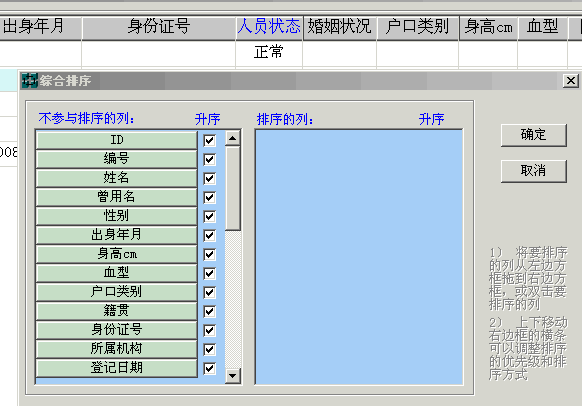 出身年月 身份证号 人员状态 婚姻状况 户口类别 身高cm 血型
正常
綜合排序
不参与排序的列： 升序 排序的列： 升序
ID
编号
姓名
曾用名
性别
出身年月
身高cm
血型
户口类别
籍贯
身份证号
所属机构
登记日期
008
确定
取消
1) 将要排序
的列从左边方
框拖到右边方
框，或双击要
排序的列
2) 上下移动
右边框的横条
可以调整排序
的优先级和排
序方式